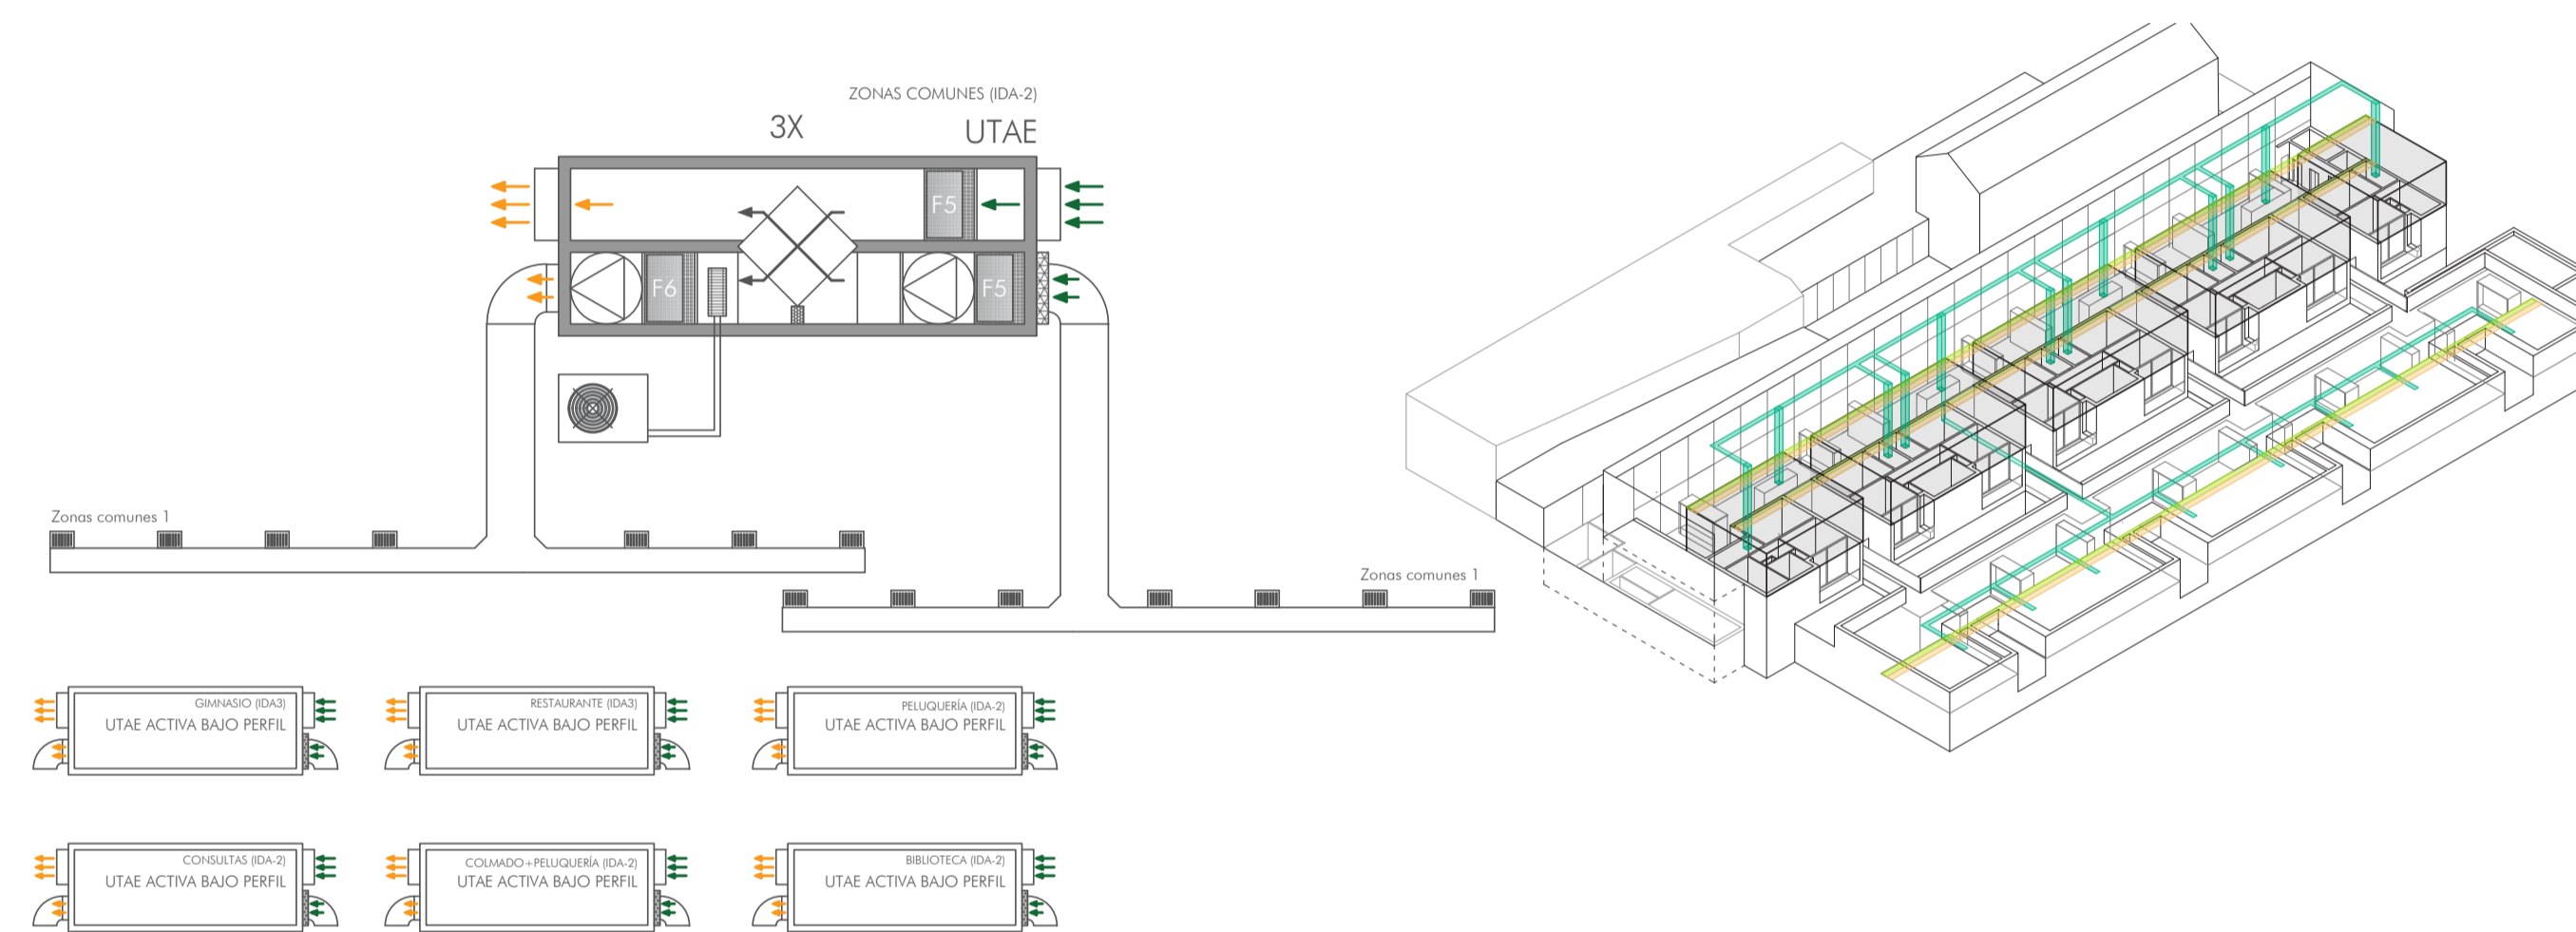 ZONAS COMUNES (IDA-2)
3X
UTAE
F5
F6
F5
Zonas comunes 1
Zonas comunes 1
GIMNASIO (IDA3)
UTAE ACTIVA BAJO PERFIL
RESTAURANTE (IDA3)
UTAE ACTIVA BAJO PERFIL
PELUQUERÍA (IDA-2)
UTAE ACTIVA BAJO PERFIL
CONSULTAS (IDA-2)
UTAE ACTIVA BAJO PERFIL
COLMADO+PELUQUERÍA (IDA-2)
UTAE ACTIVA BAJO PERFIL
BIBLIOTECA (IDA-2)
UTAE ACTIVA BAJO PERFIL